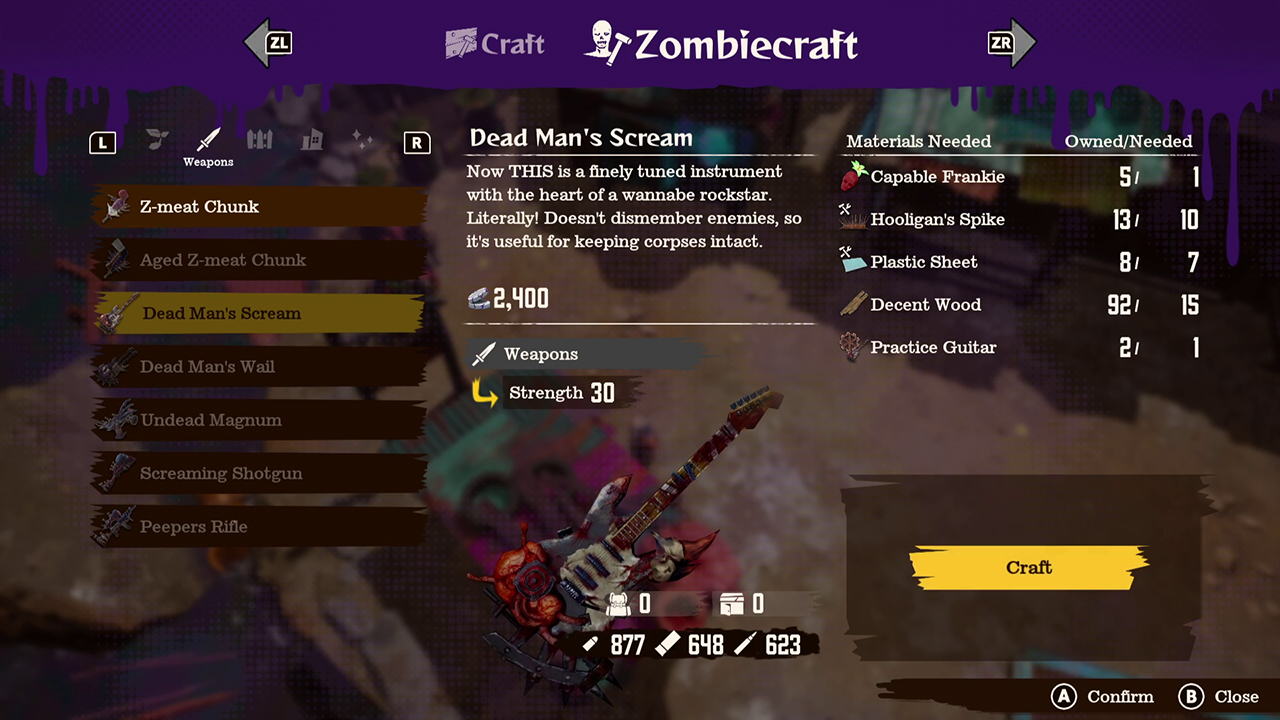 ZL
Craft
Zombiecraft
ZR
L
Weapons
R
Z-meat Chunk
Aged Z-meat Chunk
Dead Man's Scream
Dead Man's Wail
Undead Magnum
Screaming Shotgun
Peepers Rifle
Dead Man's Scream
Now THIS is a finely tuned instrument
with the heart of a wannabe rockstar.
Literally! Doesn't dismember enemies, so
it's useful for keeping corpses intact.
2,400
Weapons
Strength 30
0 0
877 648 623
Materials Needed Owned/Needed
Capable Frankie 5/ 1
Hooligan's Spike 13/ 10
Plastic Sheet 8/ 7
Decent Wood 92/ 15
Practice Guitar 2/ 1
Craft
A Confirm B Close